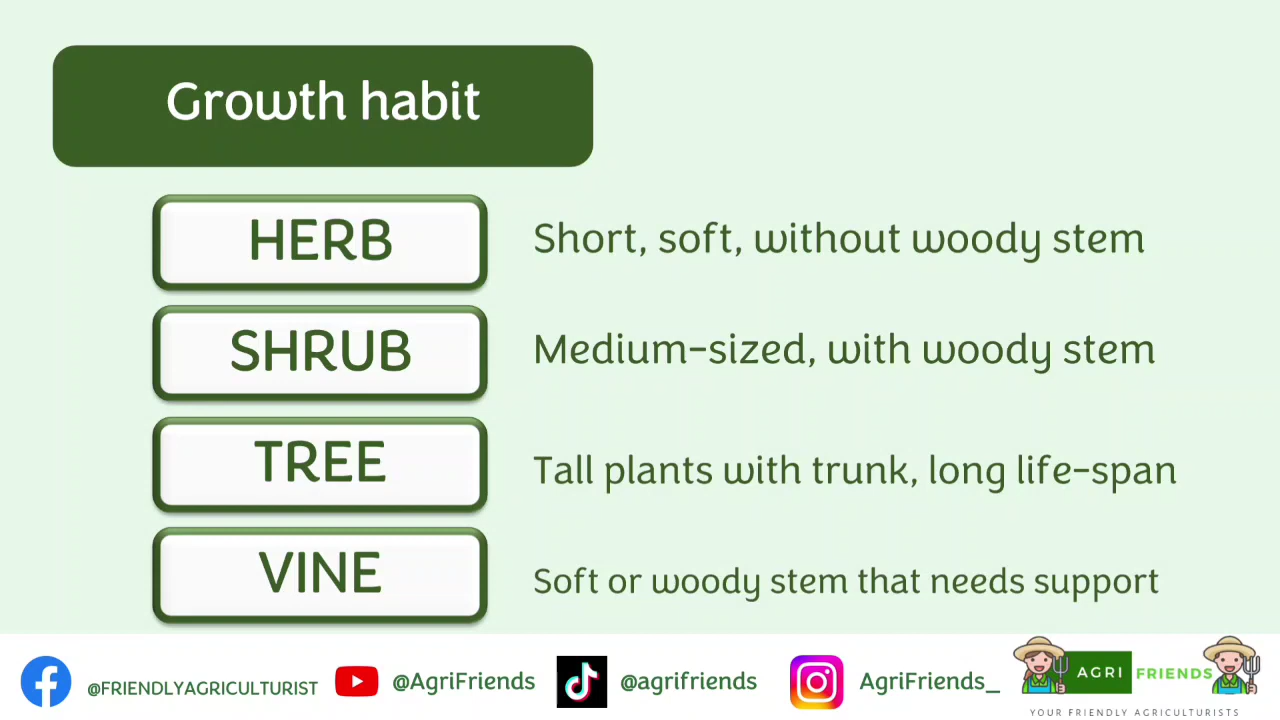 Growth habit
HERB
Short, soft, without woody stem
SHRUB
Medium-sized, with woody stem
TREE
Tall plants with trunk, long life-span
VINE
Soft or woody stem that needs support
@FRIENDLYAGRICULTURIST
@AgriFriends
@agrifriends
AgriFriends_
AGRI FRIENDS
YOUR FRIENDLY AGRICULTURISTS